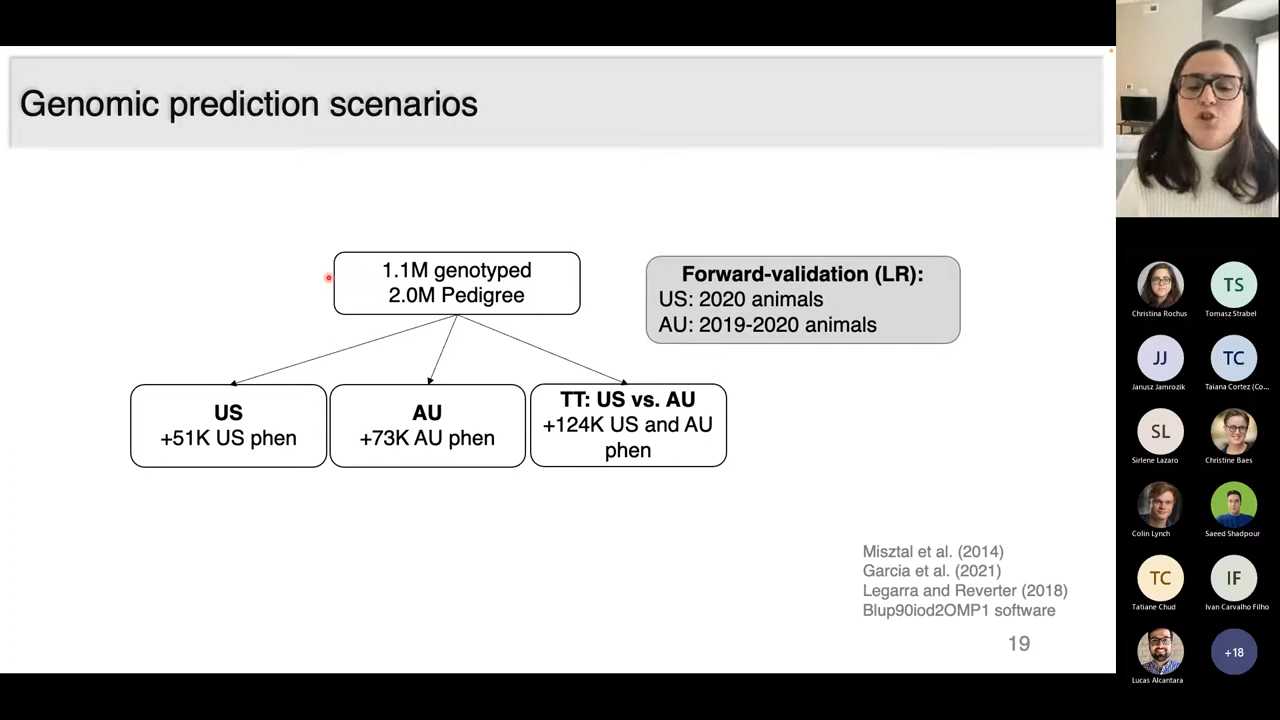 Genomic prediction scenarios
1.1M genotyped
2.0M Pedigree
Forward-validation (LR):
US: 2020 animals
AU: 2019-2020 animals
US
+51K US phen
AU
+73K AU phen
TT: US vs. AU
+124K US and AU
phen
Misztal et al. (2014)
Garcia et al. (2021)
Legarra and Reverter (2018)
Blup90iod2OMP1 software
19
Christina Rochus
TS
Tomasz Strabel
JJ
Janusz Jamrozik
TC
Taiana Cortez (Co...
SL
Sirlene Lazaro
Christine Baes
Colin Lynch
Saeed Shadpour
TC
Tatiane Chud
IF
Ivan Carvalho Filho
Lucas Alcantara
+18